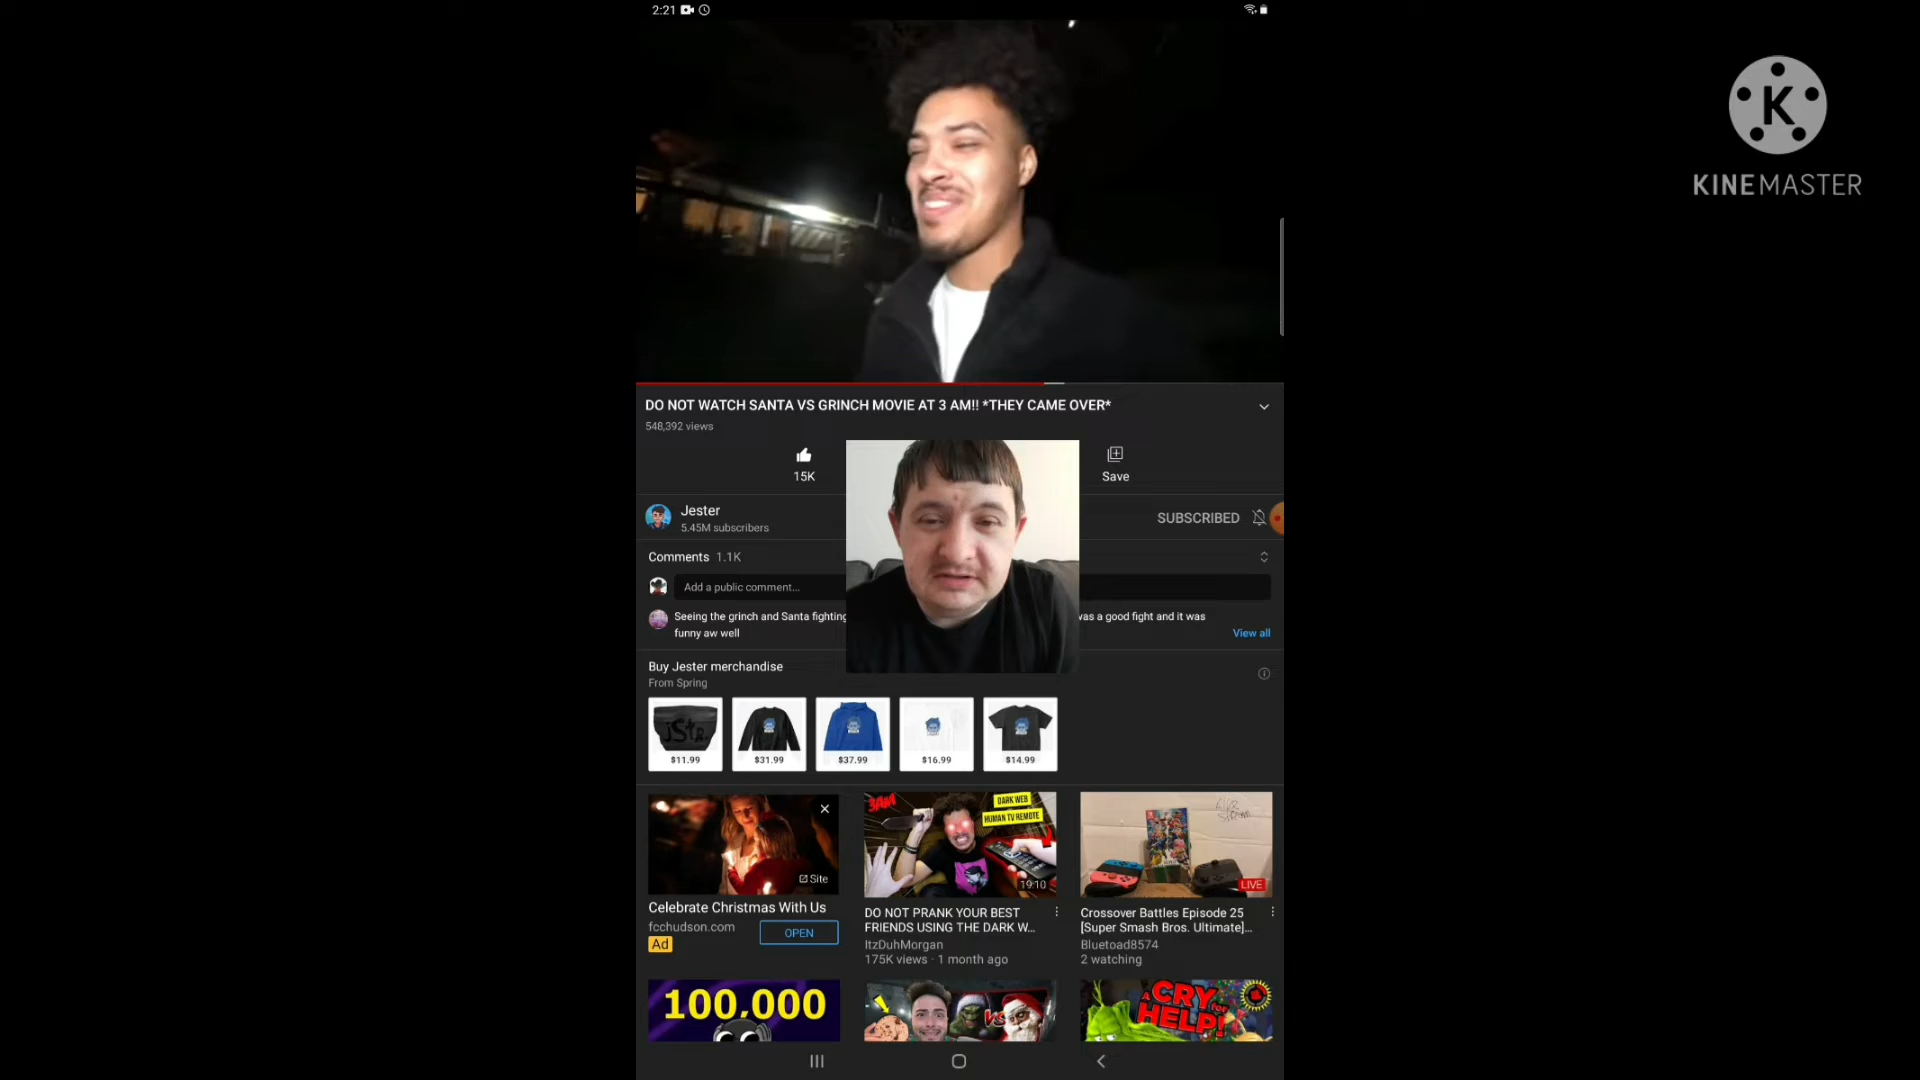 2:21
KINEMASTER
DO NOT WATCH SANTA VS GRINCH MOVIE AT 3 AM!! *THEY CAME OVER*
548,392 views
15K
Save
Jester
5.45M subscribers
SUBSCRIBED
Comments 1.1K
Add a public comment...
Seeing the grinch and Santa fighting
was a good fight and it was
funny aw well
View all
Buy Jester merchandise
From Spring
$11.99
$31.99
$37.99
$16.99
$14.99
Site
Celebrate Christmas With Us
fcchudson.com
Ad
OPEN
3AM
DARK WEB
HUMAN TV REMOTE
19:10
DO NOT PRANK YOUR BEST
FRIENDS USING THE DARK W...
ItzDuhMorgan
175K views · 1 month ago
LIVE
Crossover Battles Episode 25
[Super Smash Bros. Ultimate]...
Bluetoad8574
2 watching
100,000
VS
A CRY for
HELP!